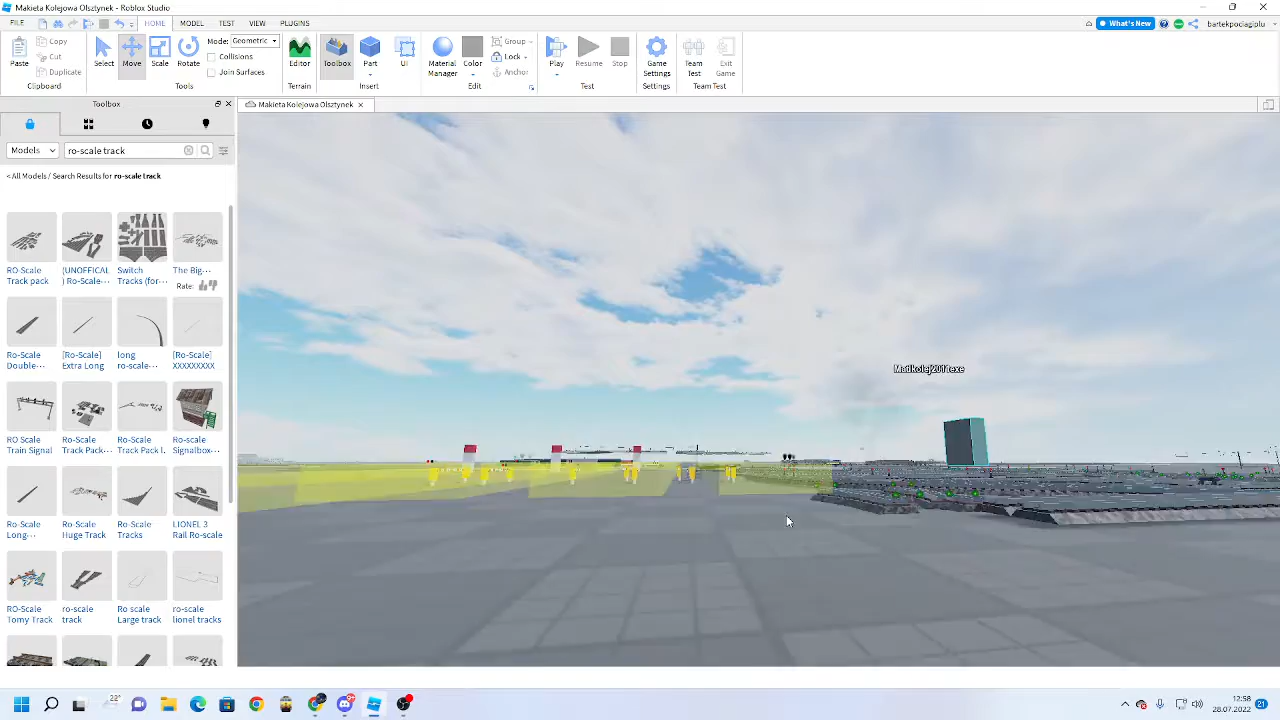 Makieta Kolejowa Olsztynek - Roblox Studio
FILE HOME MODEL TEST VIEW PLUGINS What's New bartekpodlagiplu
Paste Copy Cut Duplicate Clipboard
Select Move Scale Rotate Mode: Geometric Collisions Join Surfaces Tools
Editor Terrain
Toolbox Part UI Insert
Material Manager Color Group Lock Anchor Edit
Play Resume Stop Test
Game Settings Settings
Team Test Exit Game Team Test
Toolbox
Makieta Kolejowa Olsztynek
Models ro-scale track
< All Models / Search Results for ro-scale track
RO-Scale Track pack
(UNOFFICAL) Ro-Scale...
Switch Tracks (for...
The Big...
Rate:
Ro-Scale Double...
[Ro-Scale] Extra Long
long ro-scale...
[Ro-Scale] XXXXXXXXX
RO Scale Train Signal
Ro-Scale Track Pack...
Ro-Scale Track Pack I.
Ro-scale Signalbox...
Ro-Scale Long...
Ro-Scale Huge Track
Ro-Scale Tracks
LIONEL 3 Rail Ro-scale
RO-Scale Tomy Track
ro-scale track
Ro scale Large track
ro-scale lionel tracks
22°
12:58
28.07.2022
21